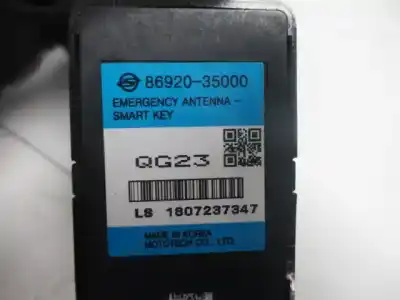 86920-35000
EMERGENCY ANTENNA -
SMART KEY
QG23
LS 1807237347
MADE IN KOREA
MOTOTECH CO., LTD.